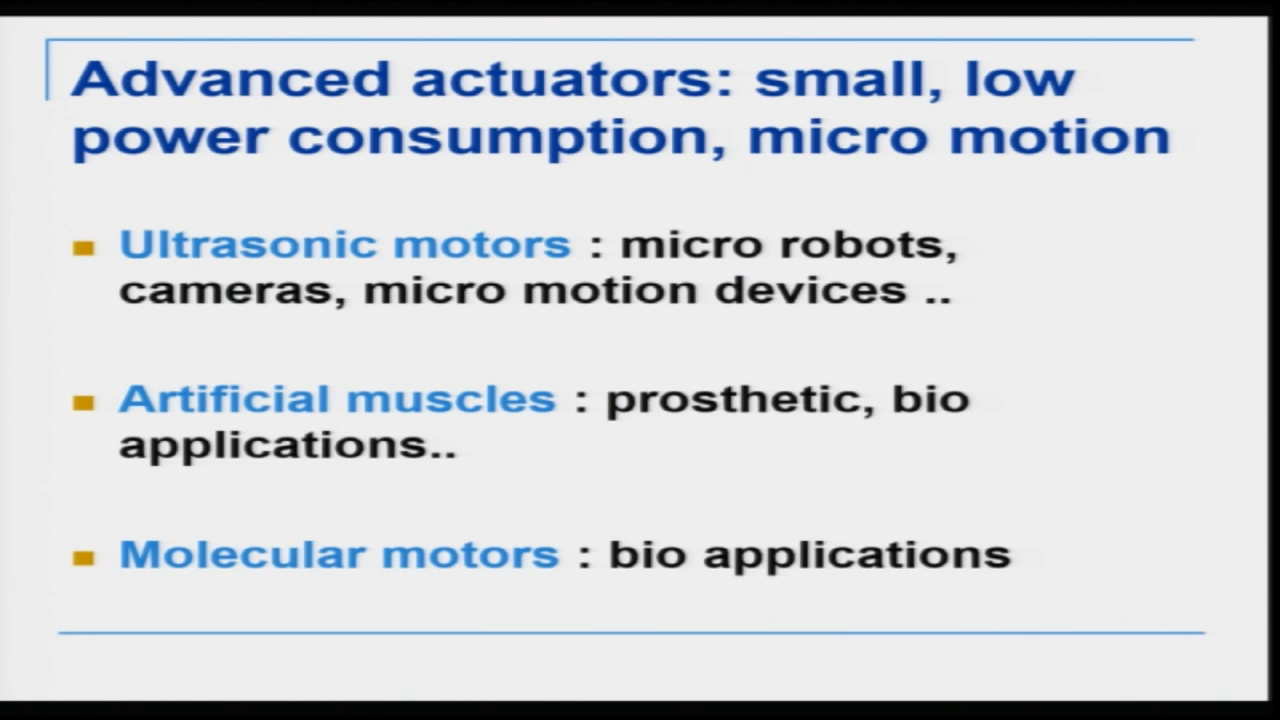 Advanced actuators: small, low
power consumption, micro motion
Ultrasonic motors : micro robots,
cameras, micro motion devices ..
Artificial muscles : prosthetic, bio
applications..
Molecular motors : bio applications